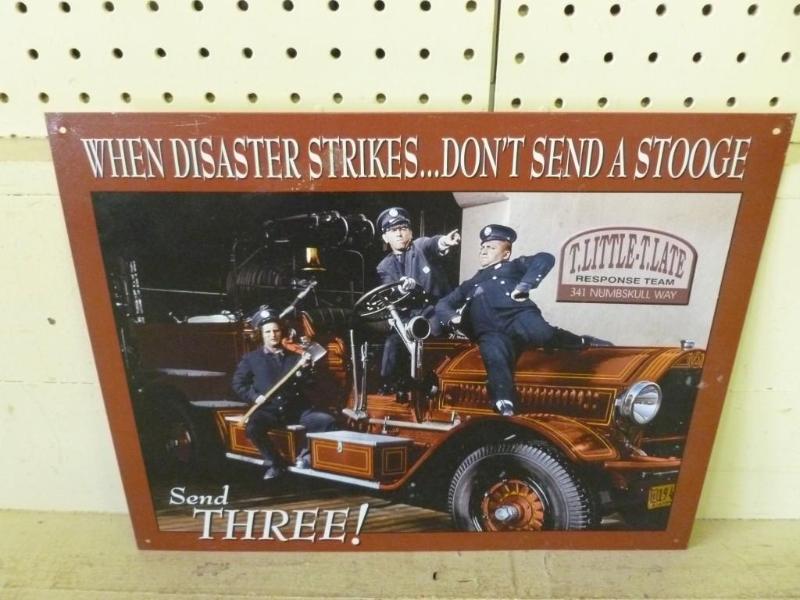 WHEN DISASTER STRIKES...DON'T SEND A STOOGE
T.LITTLE-T.LATE
RESPONSE TEAM
341 NUMBSKULL WAY
Send
THREE!